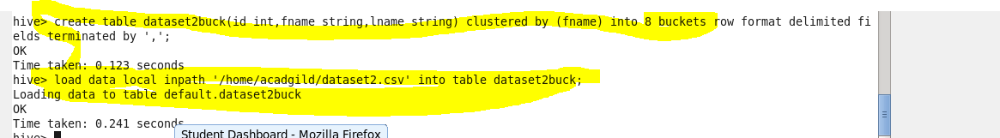 hive> create table dataset2buck(id int,fname string,lname string) clustered by (fname) into 8 buckets row format delimited fi
elds terminated by ',';
OK
Time taken: 0.123 seconds
hive> load data local inpath '/home/acadgild/dataset2.csv' into table dataset2buck;
Loading data to table default.dataset2buck
OK
Time taken: 0.241 seconds
hive>
Student Dashboard - Mozilla Firefox